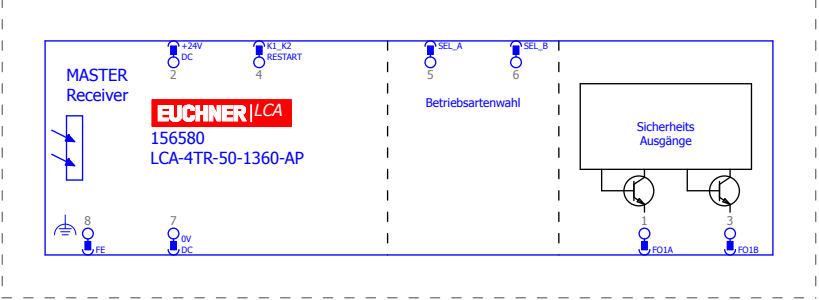 +24V
DC
2
K1_K2
RESTART
4
SEL_A
5
SEL_B
6
MASTER
Receiver
EUCHNER LCA
156580
LCA-4TR-50-1360-AP
Betriebsartenwahl
Sicherheits
Ausgänge
8
FE
7
0V
DC
1
FO1A
3
FO1B